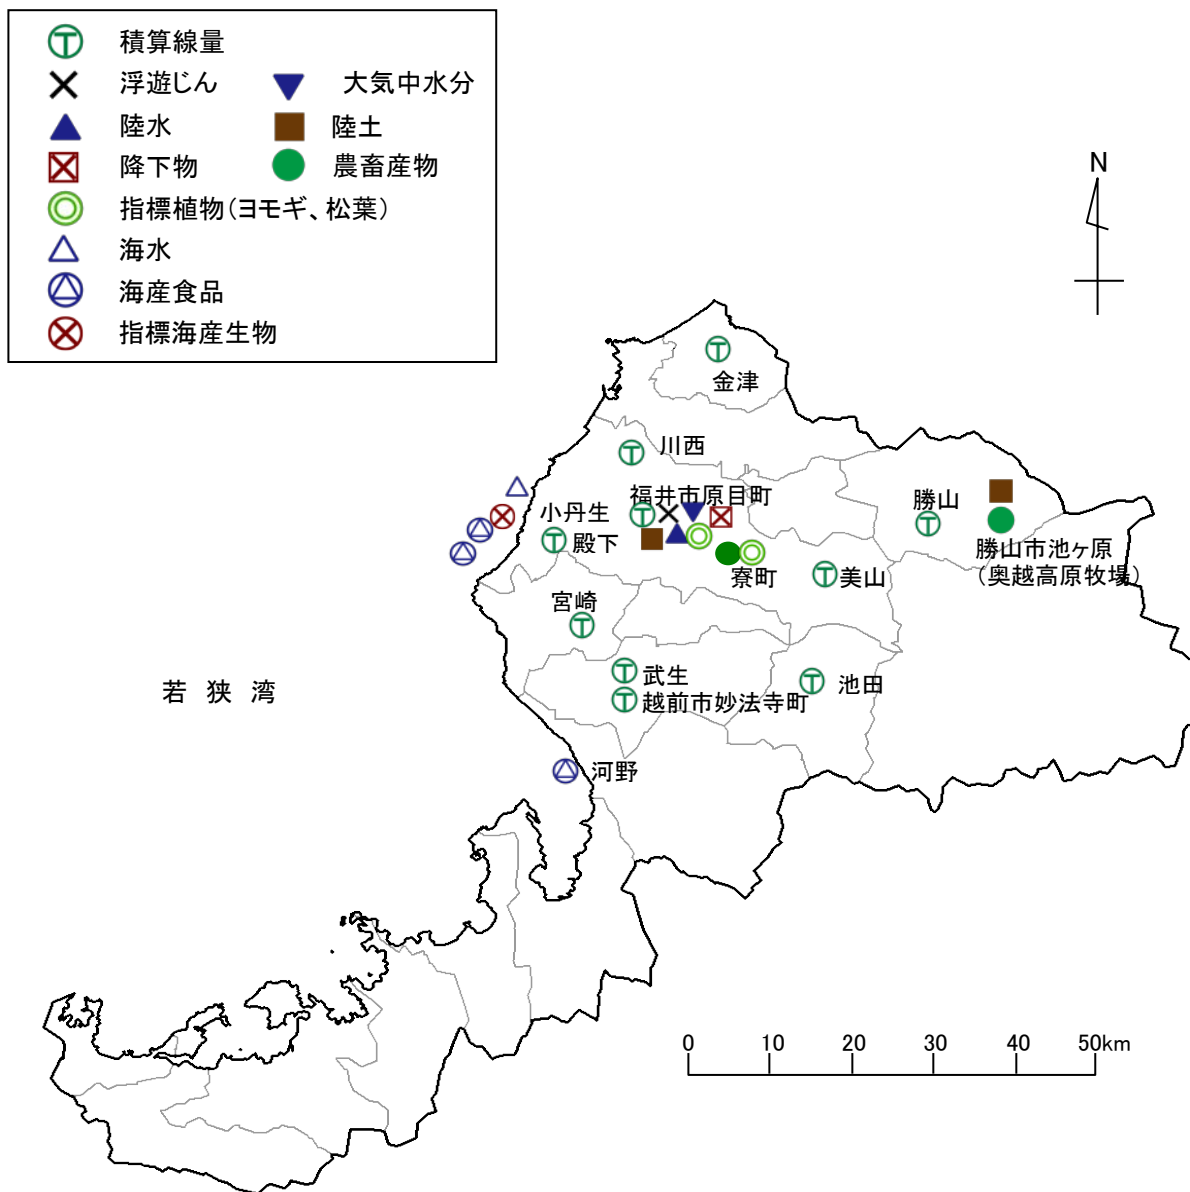 積算線量
浮遊じん
大気中水分
陸水
陸土
降下物
農畜産物
指標植物(ヨモギ、松葉)
海水
海産食品
指標海産生物
N
金津
川西
福井市原目町
勝山
小丹生
殿下
勝山市池ヶ原
(奥越高原牧場)
寮町
美山
宮崎
武生
池田
越前市妙法寺町
若狭湾
河野
0 10 20 30 40 50km